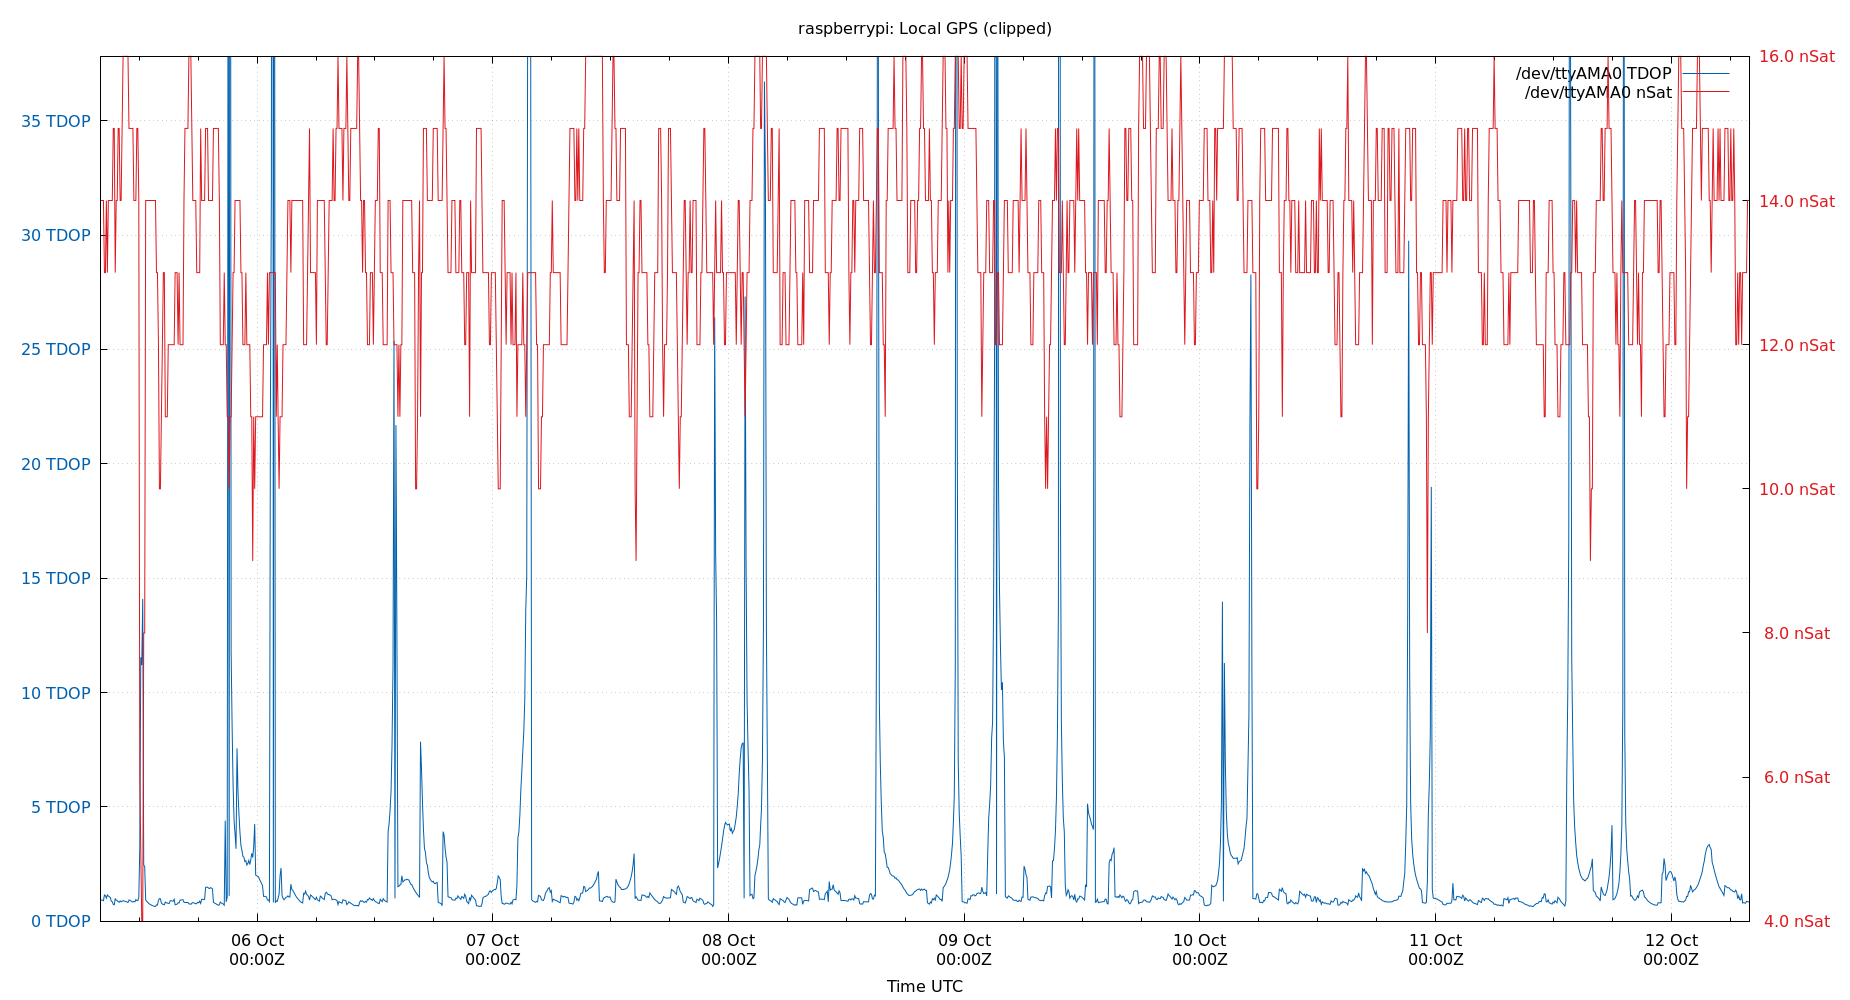 raspberrypi: Local GPS (clipped)
/dev/ttyAMA0 TDOP
/dev/ttyAMA0 nSat
35 TDOP
30 TDOP
25 TDOP
20 TDOP
15 TDOP
10 TDOP
5 TDOP
0 TDOP
16.0 nSat
14.0 nSat
12.0 nSat
10.0 nSat
8.0 nSat
6.0 nSat
4.0 nSat
06 Oct
00:00Z
07 Oct
00:00Z
08 Oct
00:00Z
09 Oct
00:00Z
10 Oct
00:00Z
11 Oct
00:00Z
12 Oct
00:00Z
Time UTC